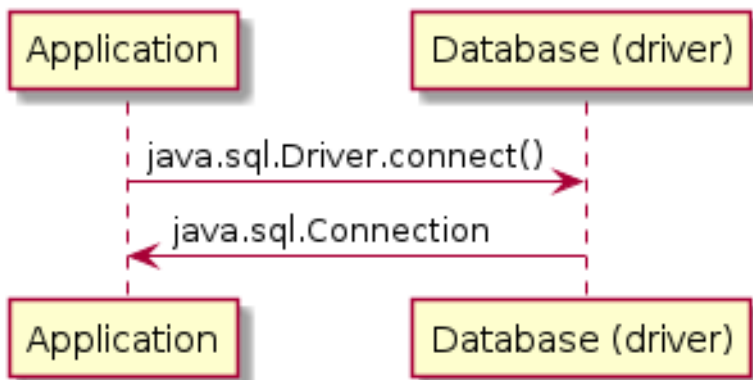 Application
Database (driver)
java.sql.Driver.connect()
java.sql.Connection
Application
Database (driver)